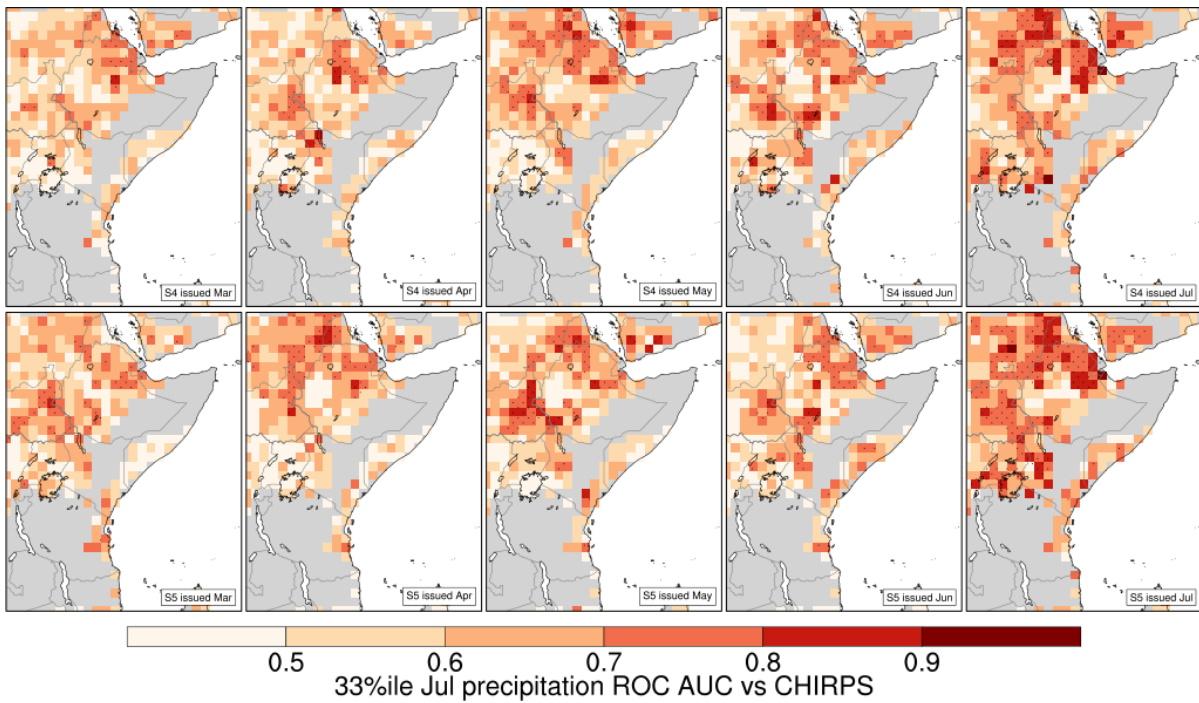 S4 issued Mar
S4 issued Apr
S4 issued May
S4 issued Jun
S4 issued Jul
S5 issued Mar
S5 issued Apr
S5 issued May
S5 issued Jun
S5 issued Jul
0.5 0.6 0.7 0.8 0.9
33%ile Jul precipitation ROC AUC vs CHIRPS